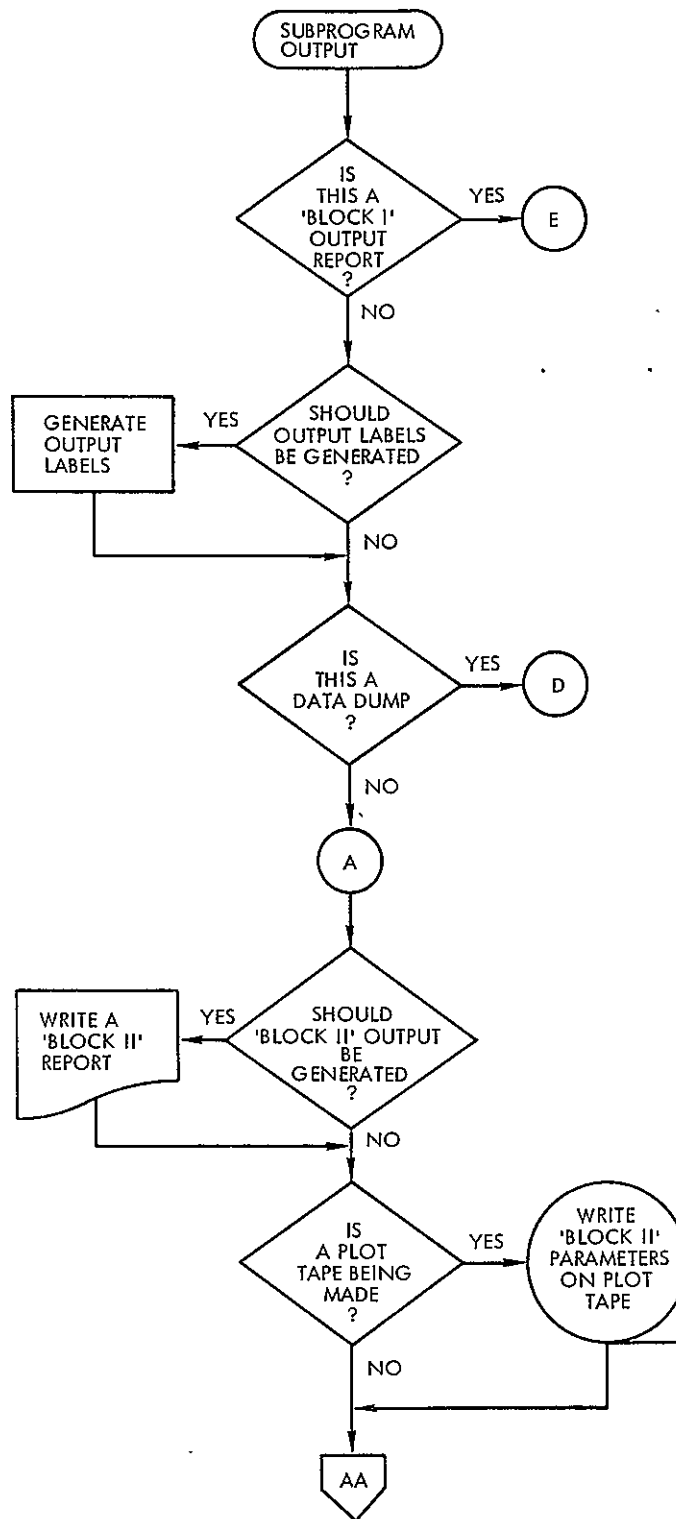 SUBPROGRAM
OUTPUT
IS
THIS A
'BLOCK I'
OUTPUT
REPORT
?
YES
E
NO
SHOULD
OUTPUT LABELS
BE GENERATED
?
YES
GENERATE
OUTPUT
LABELS
NO
IS
THIS A
DATA DUMP
?
YES
D
NO
A
SHOULD
'BLOCK II' OUTPUT
BE
GENERATED
?
YES
WRITE A
'BLOCK II'
REPORT
NO
IS
A PLOT
TAPE BEING
MADE
?
YES
WRITE
'BLOCK II'
PARAMETERS
ON PLOT
TAPE
NO
AA